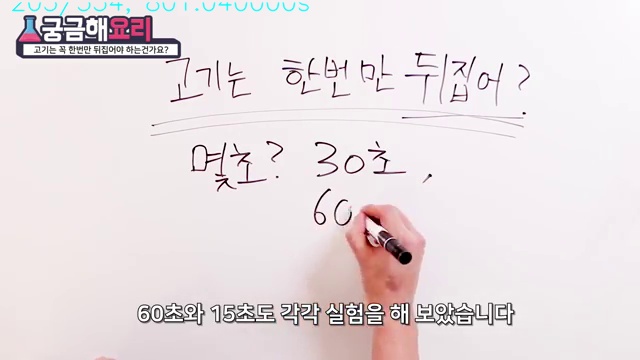 205/334, 601.040000s
궁금해요리
고기는 꼭 한번만 뒤집어야 하는건가요?
고기는 한번만 뒤집어?
몇초? 30초,
60
60초와 15초도 각각 실험을 해 보았습니다